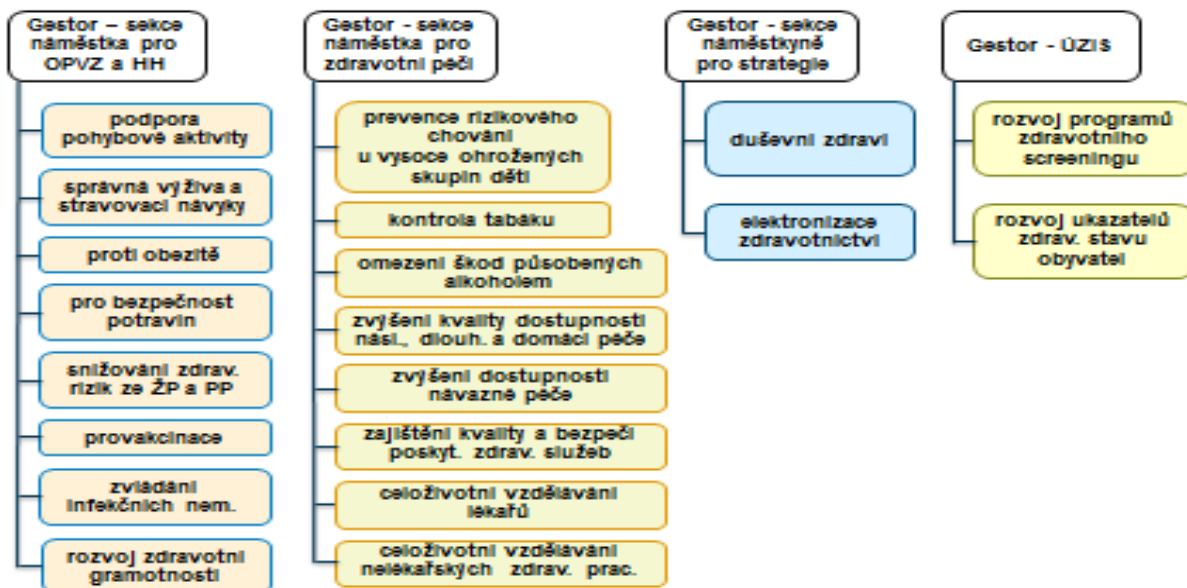 Gestor – sekce
náměstka pro
OPVZ a HH
podpora
pohybové aktivity
správná výživa a
stravovací návyky
proti obezitě
pro bezpečnost
potravin
snižování zdrav.
rizik ze ŽP a PP
provakcinace
zvládání
infekčních nem.
rozvoj zdravotní
gramotnosti
Gestor - sekce
náměstka pro
zdravotní péči
prevence rizikového
chování
u vysoce ohrožených
skupin dětí
kontrola tabáku
omezení škod působených
alkoholem
zvýšení kvality dostupnosti
násl., dlouh. a domácí péče
zvýšení dostupnosti
návazné péče
zajištění kvality a bezpečí
poskyt. zdrav. služeb
celoživotní vzdělávání
lékařů
celoživotní vzdělávání
nelékařských zdrav. prac.
Gestor - sekce
náměstkyně
pro strategie
duševní zdraví
elektronizace
zdravotnictví
Gestor - ÚZIS
rozvoj programů
zdravotního
screeningu
rozvoj ukazatelů
zdrav. stavu
obyvatel